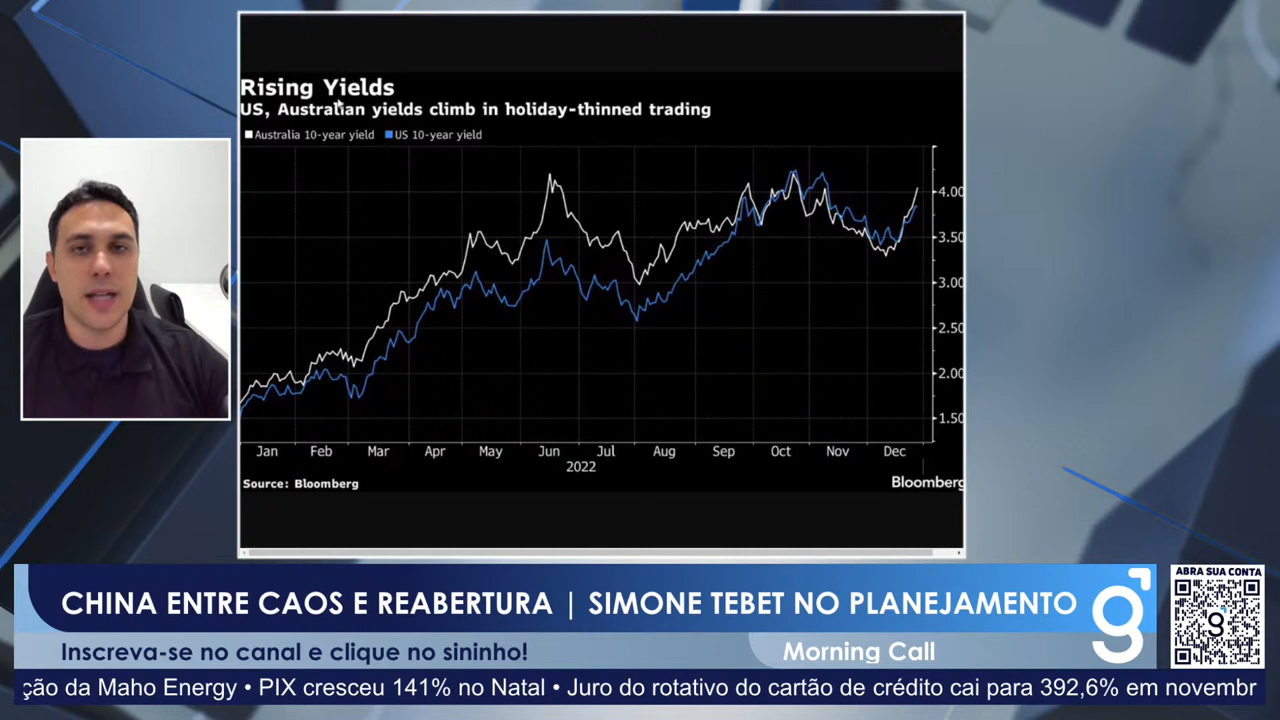 Rising Yields
US, Australian yields climb in holiday-thinned trading
Australia 10-year yield US 10-year yield
4.00
3.50
3.00
2.50
2.00
1.50
Jan Feb Mar Apr May Jun Jul Aug Sep Oct Nov Dec
2022
Source: Bloomberg
Bloomberg
ABRA SUA CONTA
CHINA ENTRE CAOS E REABERTURA | SIMONE TEBET NO PLANEJAMENTO
g
Inscreva-se no canal e clique no sininho!
Morning Call
ção da Maho Energy • PIX cresceu 141% no Natal • Juro do rotativo do cartão de crédito cai para 392,6% em novembr